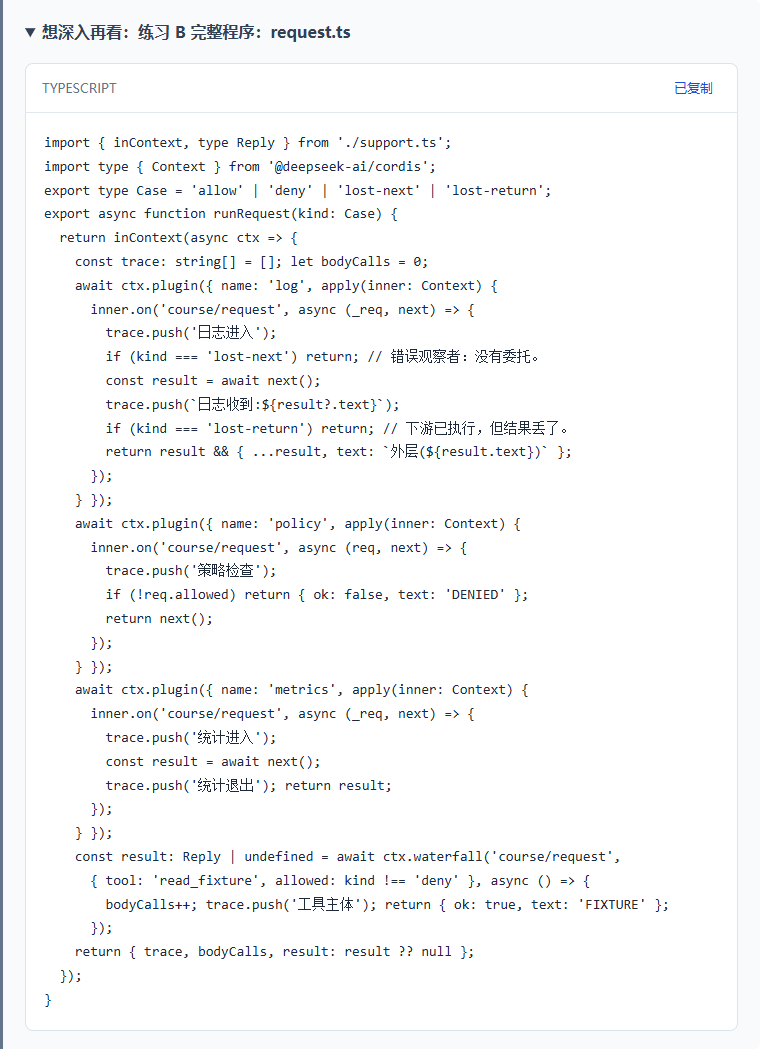 ▼ 想深入再看：练习 B 完整程序：request.ts
TYPESCRIPT
已复制
import { inContext, type Reply } from './support.ts';
import type { Context } from '@deepseek-ai/cordis';
export type Case = 'allow' | 'deny' | 'lost-next' | 'lost-return';
export async function runRequest(kind: Case) {
  return inContext(async ctx => {
    const trace: string[] = []; let bodyCalls = 0;
    await ctx.plugin({ name: 'log', apply(inner: Context) {
      inner.on('course/request', async (_req, next) => {
        trace.push('日志进入');
        if (kind === 'lost-next') return; // 错误观察者：没有委托。
        const result = await next();
        trace.push(`日志收到:${result?.text}`);
        if (kind === 'lost-return') return; // 下游已执行，但结果丢了。
        return result && { ...result, text: `外层(${result.text})` };
      });
    } });
    await ctx.plugin({ name: 'policy', apply(inner: Context) {
      inner.on('course/request', async (req, next) => {
        trace.push('策略检查');
        if (!req.allowed) return { ok: false, text: 'DENIED' };
        return next();
      });
    } });
    await ctx.plugin({ name: 'metrics', apply(inner: Context) {
      inner.on('course/request', async (_req, next) => {
        trace.push('统计进入');
        const result = await next();
        trace.push('统计退出'); return result;
      });
    } });
    const result: Reply | undefined = await ctx.waterfall('course/request',
      { tool: 'read_fixture', allowed: kind !== 'deny' }, async () => {
        bodyCalls++; trace.push('工具主体'); return { ok: true, text: 'FIXTURE' };
      });
    return { trace, bodyCalls, result: result ?? null };
  });
}